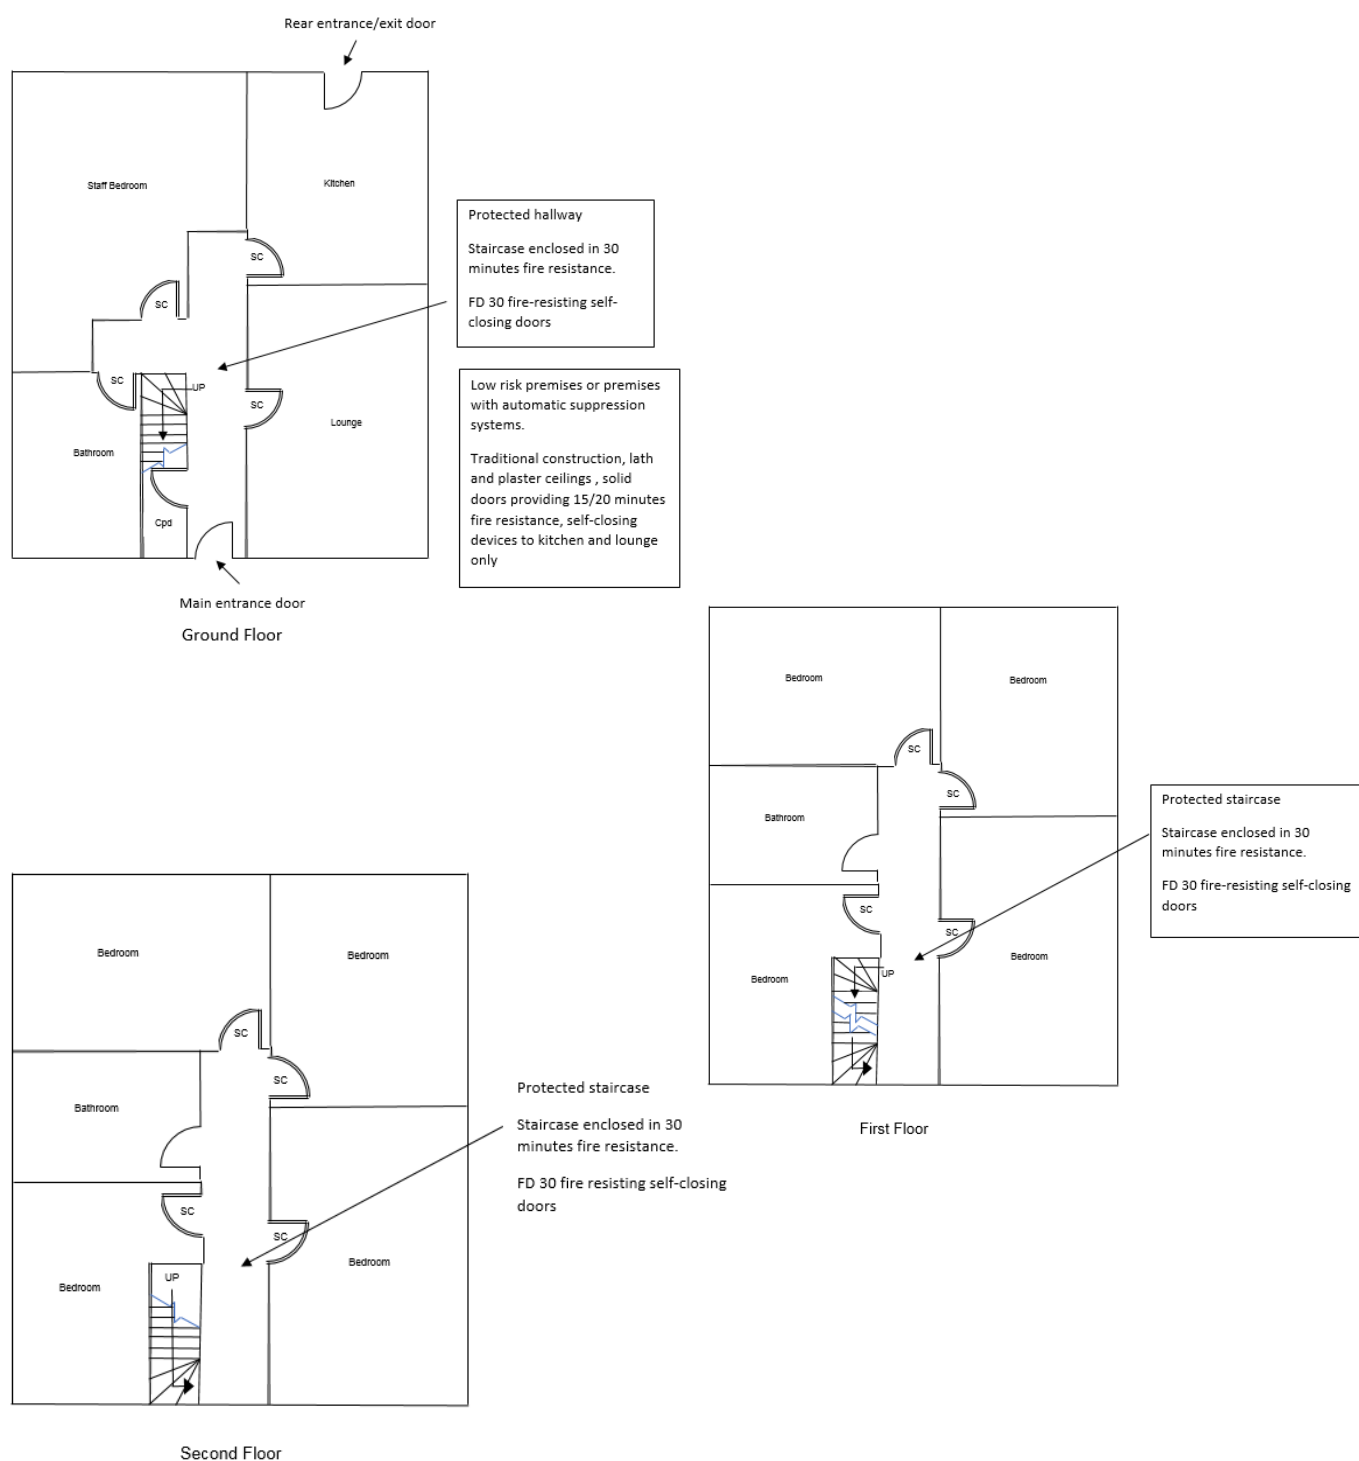 Rear entrance/exit door
Staff Bedroom
Kitchen
SC
SC
SC
UP
SC
Bathroom
Lounge
Cpd
Main entrance door
Ground Floor
Protected hallway
Staircase enclosed in 30
minutes fire resistance.
FD 30 fire-resisting self-
closing doors
Low risk premises or premises
with automatic suppression
systems.
Traditional construction, lath
and plaster ceilings , solid
doors providing 15/20 minutes
fire resistance, self-closing
devices to kitchen and lounge
only
Bedroom
Bedroom
SC
SC
Bathroom
SC
SC
Bedroom
UP
Bedroom
First Floor
Protected staircase
Staircase enclosed in 30
minutes fire resistance.
FD 30 fire-resisting self-closing
doors
Bedroom
Bedroom
SC
SC
Bathroom
SC
SC
Bedroom
UP
Bedroom
Second Floor
Protected staircase
Staircase enclosed in 30
minutes fire resistance.
FD 30 fire resisting self-closing
doors